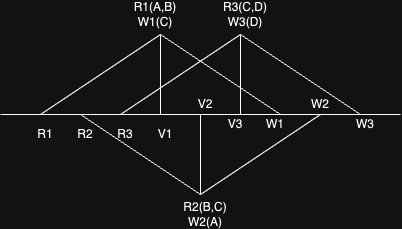 R1(A,B)
W1(C)
R3(C,D)
W3(D)
R1
R2
R3
V1
V2
V3
W1
W2
W3
R2(B,C)
W2(A)